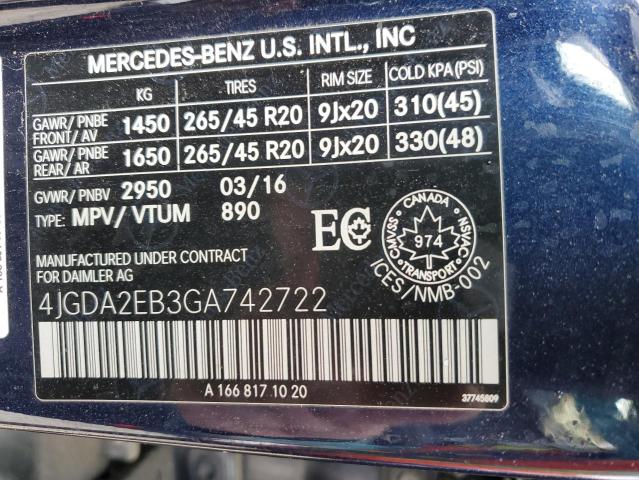 MERCEDES-BENZ U.S. INTL., INC
KG TIRES RIM SIZE COLD KPA(PSI)
GAWR/ PNBE FRONT/ AV 1450 265/45 R20 9Jx20 310(45)
GAWR/ PNBE REAR/ AR 1650 265/45 R20 9Jx20 330(48)
GVWR/ PNBV 2950 03/16
TYPE: MPV/ VTUM 890
EC
CANADA
CMVSS 974 NSVAC
TRANSPORT
ICES/NMB-002
MANUFACTURED UNDER CONTRACT
FOR DAIMLER AG
4JGDA2EB3GA742722
A 166 817 10 20
37745809